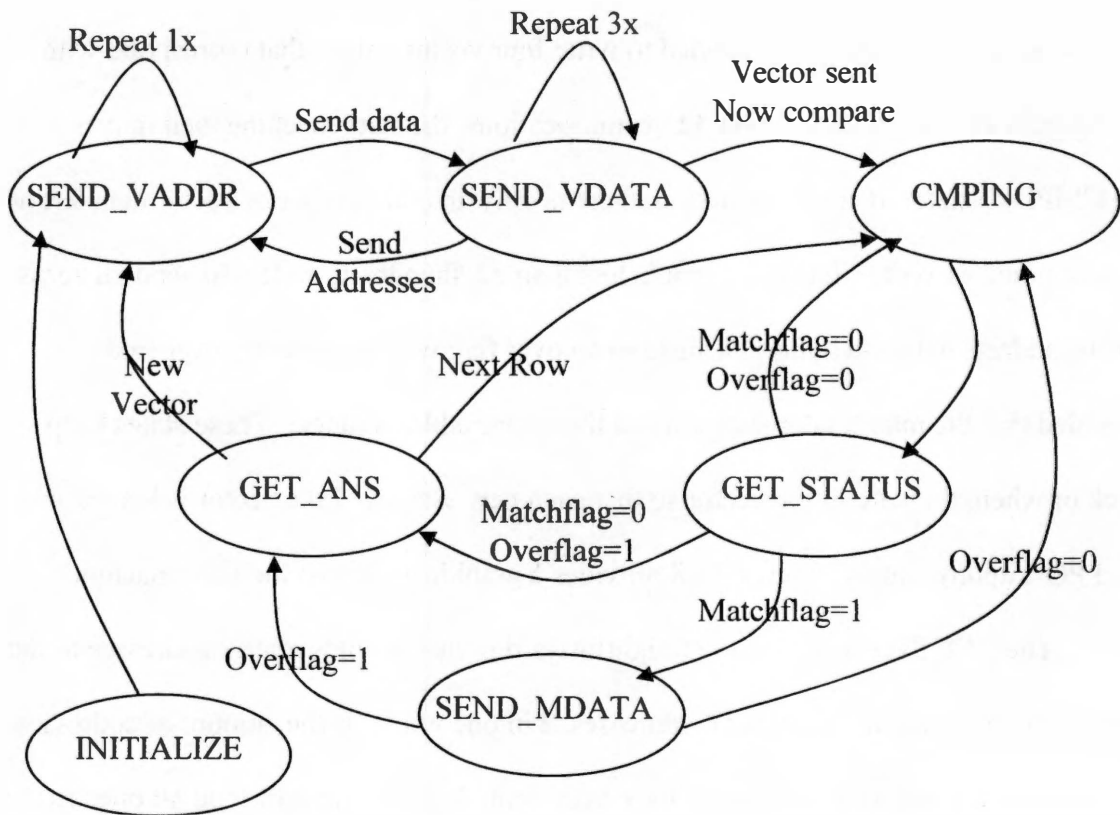 Repeat 1x
Repeat 3x
Vector sent
Now compare
Send data
SEND_VADDR
SEND_VDATA
CMPING
Send
Addresses
Matchflag=0
Overflag=0
New
Vector
Next Row
GET_ANS
GET_STATUS
Matchflag=0
Overflag=1
Overflag=0
Matchflag=1
Overflag=1
SEND_MDATA
INITIALIZE